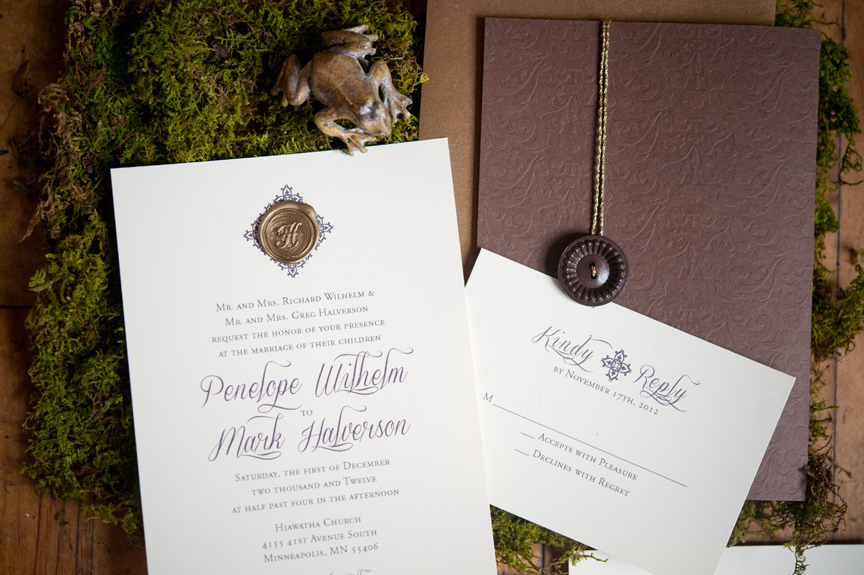 H
Mr. and Mrs. Richard Wilhelm &
Mr. and Mrs. Greg Halverson
request the honor of your presence
at the marriage of their children
Penelope Wilhelm
to
Mark Halverson
Saturday, the first of December
two thousand and Twelve
at half past four in the afternoon
Hiawatha Church
4155 41st Avenue South
Minneapolis, MN 55406
Kindly Reply
by November 17th, 2012
M
Accepts with Pleasure
Declines with Regret